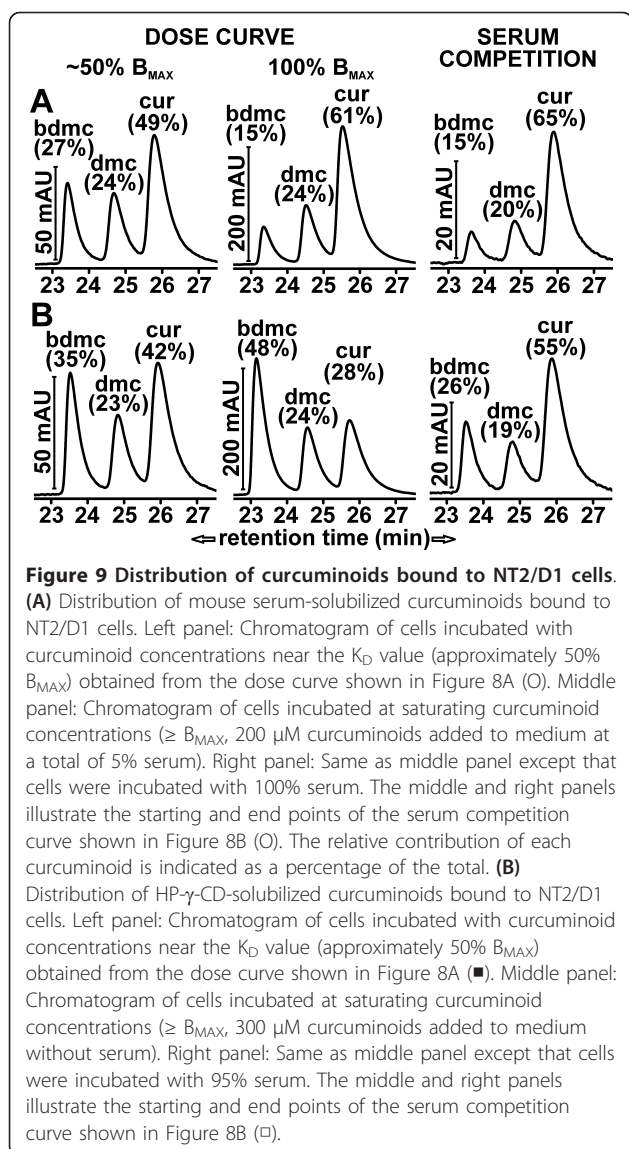 DOSE CURVE
SERUM
COMPETITION
~50% BMAX
100% BMAX
A
bdmc
(27%)
dmc
(24%)
cur
(49%)
50 mAU
23 24 25 26 27
bdmc
(15%)
dmc
(24%)
cur
(61%)
200 mAU
23 24 25 26 27
bdmc
(15%)
dmc
(20%)
cur
(65%)
20 mAU
23 24 25 26 27
B
bdmc
(35%)
dmc
(23%)
cur
(42%)
50 mAU
23 24 25 26 27
bdmc
(48%)
dmc
(24%)
cur
(28%)
200 mAU
23 24 25 26 27
bdmc
(26%)
dmc
(19%)
cur
(55%)
20 mAU
23 24 25 26 27
⇐retention time (min)⇒
Figure 9 Distribution of curcuminoids bound to NT2/D1 cells.
(A) Distribution of mouse serum-solubilized curcuminoids bound to
NT2/D1 cells. Left panel: Chromatogram of cells incubated with
curcuminoid concentrations near the KD value (approximately 50%
BMAX) obtained from the dose curve shown in Figure 8A (O). Middle
panel: Chromatogram of cells incubated at saturating curcuminoid
concentrations (≥ BMAX, 200 μM curcuminoids added to medium at
a total of 5% serum). Right panel: Same as middle panel except that
cells were incubated with 100% serum. The middle and right panels
illustrate the starting and end points of the serum competition
curve shown in Figure 8B (O). The relative contribution of each
curcuminoid is indicated as a percentage of the total. (B)
Distribution of HP-γ-CD-solubilized curcuminoids bound to NT2/D1
cells. Left panel: Chromatogram of cells incubated with curcuminoid
concentrations near the KD value (approximately 50% BMAX)
obtained from the dose curve shown in Figure 8A (■). Middle panel:
Chromatogram of cells incubated at saturating curcuminoid
concentrations (≥ BMAX, 300 μM curcuminoids added to medium
without serum). Right panel: Same as middle panel except that cells
were incubated with 95% serum. The middle and right panels
illustrate the starting and end points of the serum competition
curve shown in Figure 8B (□).